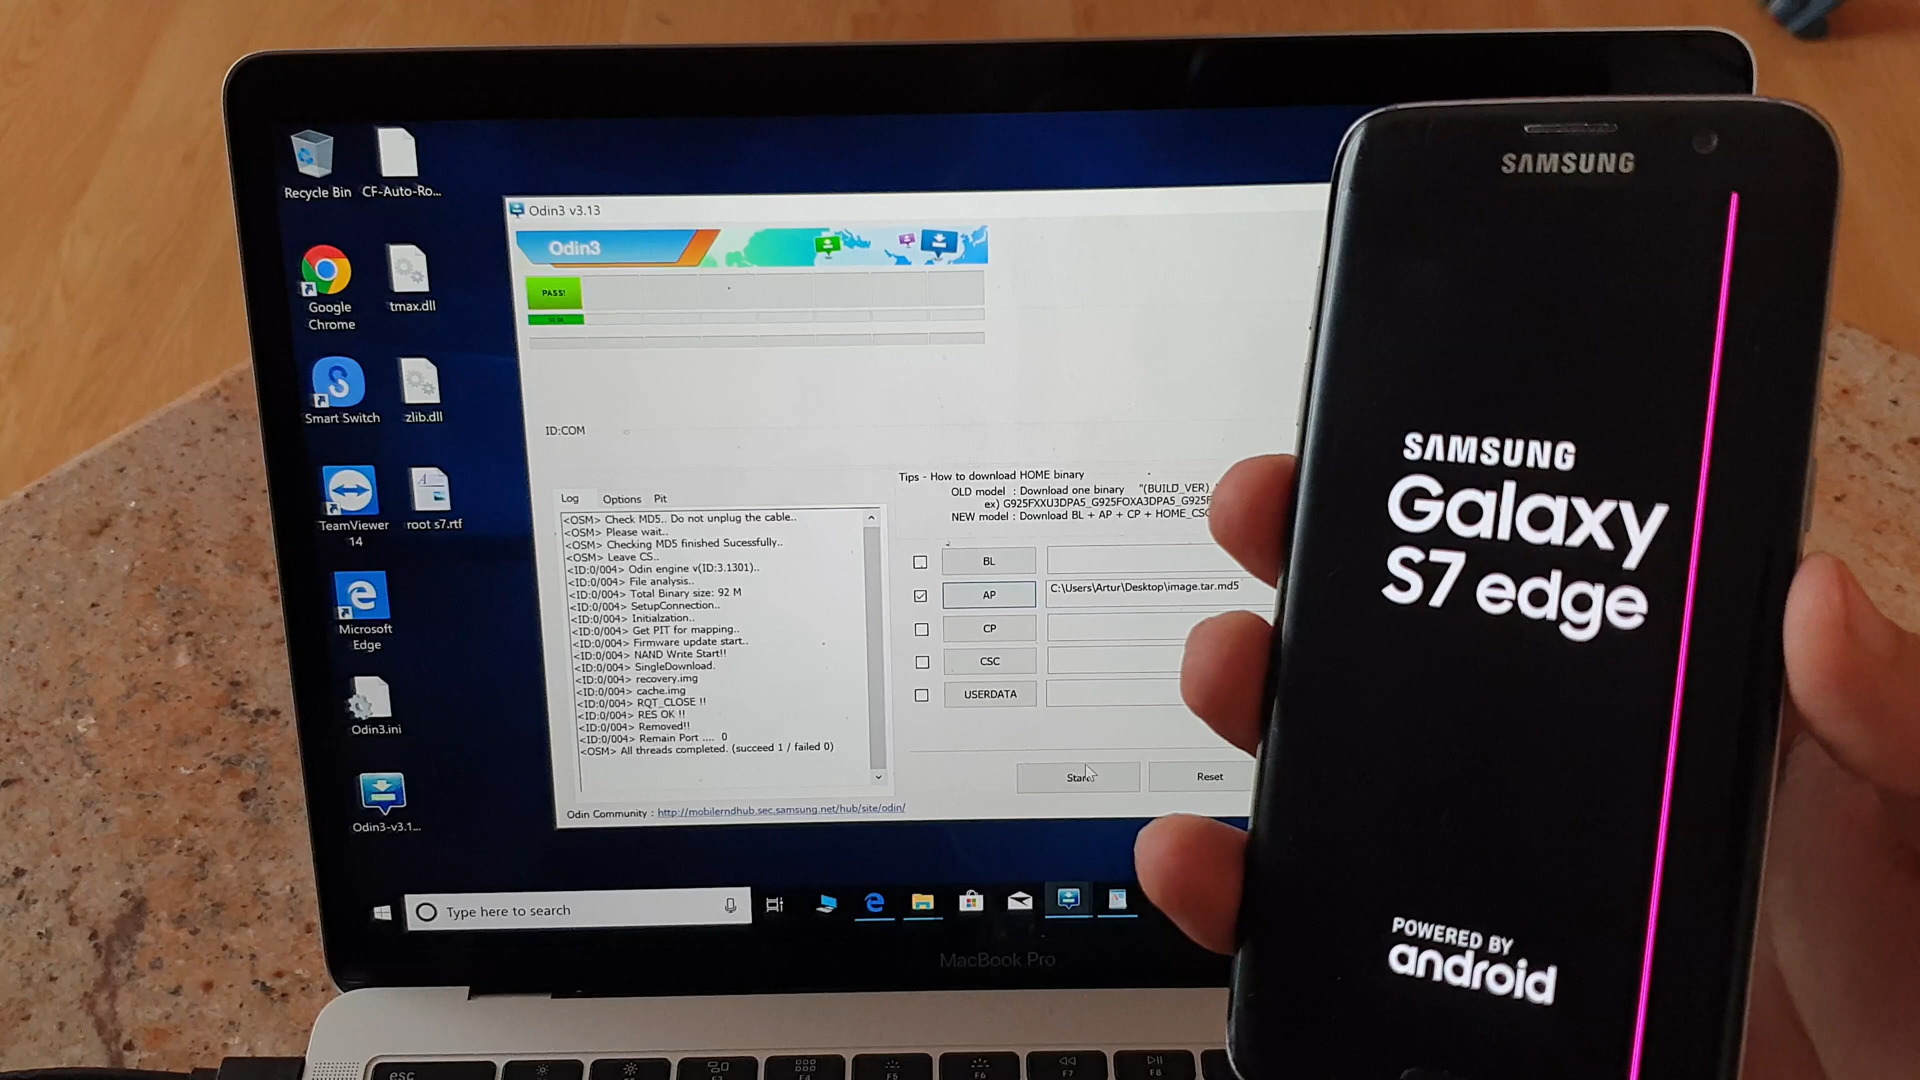 Recycle Bin
CF-Auto-Ro...
Google
Chrome
tmax.dll
Smart Switch
zlib.dll
TeamViewer
14
root s7.rtf
Microsoft
Edge
Odin3.ini
Odin3-v3.1...
Odin3 v3.13
Odin3
PASS!
ID:COM
Log
Options
Pit
<OSM> Check MD5.. Do not unplug the cable..
<OSM> Please wait..
<OSM> Checking MD5 finished Sucessfully..
<OSM> Leave CS..
<ID:0/004> Odin engine v(ID:3.1301)..
<ID:0/004> File analysis..
<ID:0/004> Total Binary size: 92 M
<ID:0/004> SetupConnection..
<ID:0/004> Initialzation..
<ID:0/004> Get PIT for mapping..
<ID:0/004> Firmware update start..
<ID:0/004> NAND Write Start!!
<ID:0/004> SingleDownload.
<ID:0/004> recovery.img
<ID:0/004> cache.img
<ID:0/004> RQT_CLOSE !!
<ID:0/004> RES OK !!
<ID:0/004> Removed!!
<ID:0/004> Remain Port .... 0
<OSM> All threads completed. (succeed 1 / failed 0)
Odin Community : http://mobilerndhub.sec.samsung.net/hub/site/odin/
Tips - How to download HOME binary
OLD model : Download one binary "(BUILD_VER)
ex) G925FXXU3DPA5_G925FOXA3DPA5_G925F
NEW model : Download BL + AP + CP + HOME_CSC
BL
AP
C:\Users\Artur\Desktop\image.tar.md5
CP
CSC
USERDATA
Start
Reset
Type here to search
MacBook Pro
esc
F4
F5
F6
F7
F8
SAMSUNG
SAMSUNG
Galaxy
S7 edge
POWERED BY
android